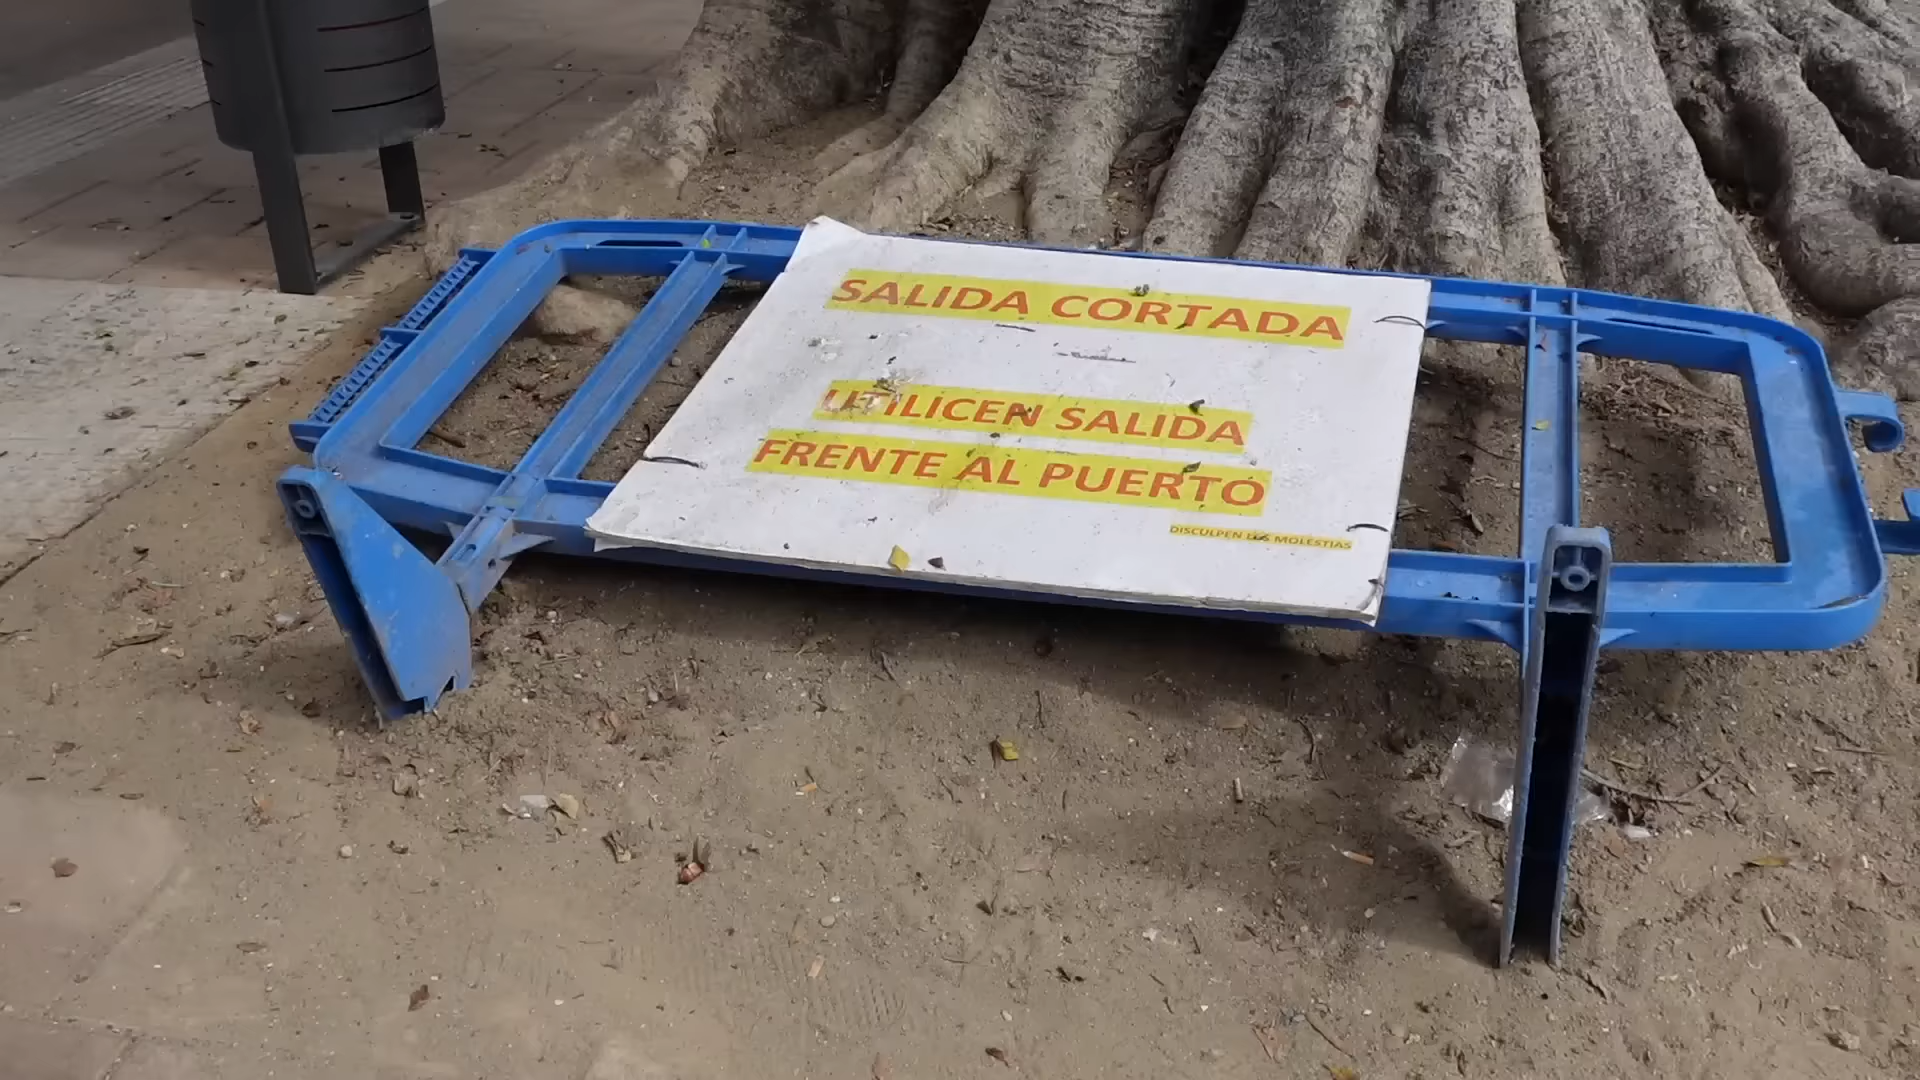 SALIDA CORTADA
UTILICEN SALIDA
FRENTE AL PUERTO
DISCULPEN LAS MOLESTIAS